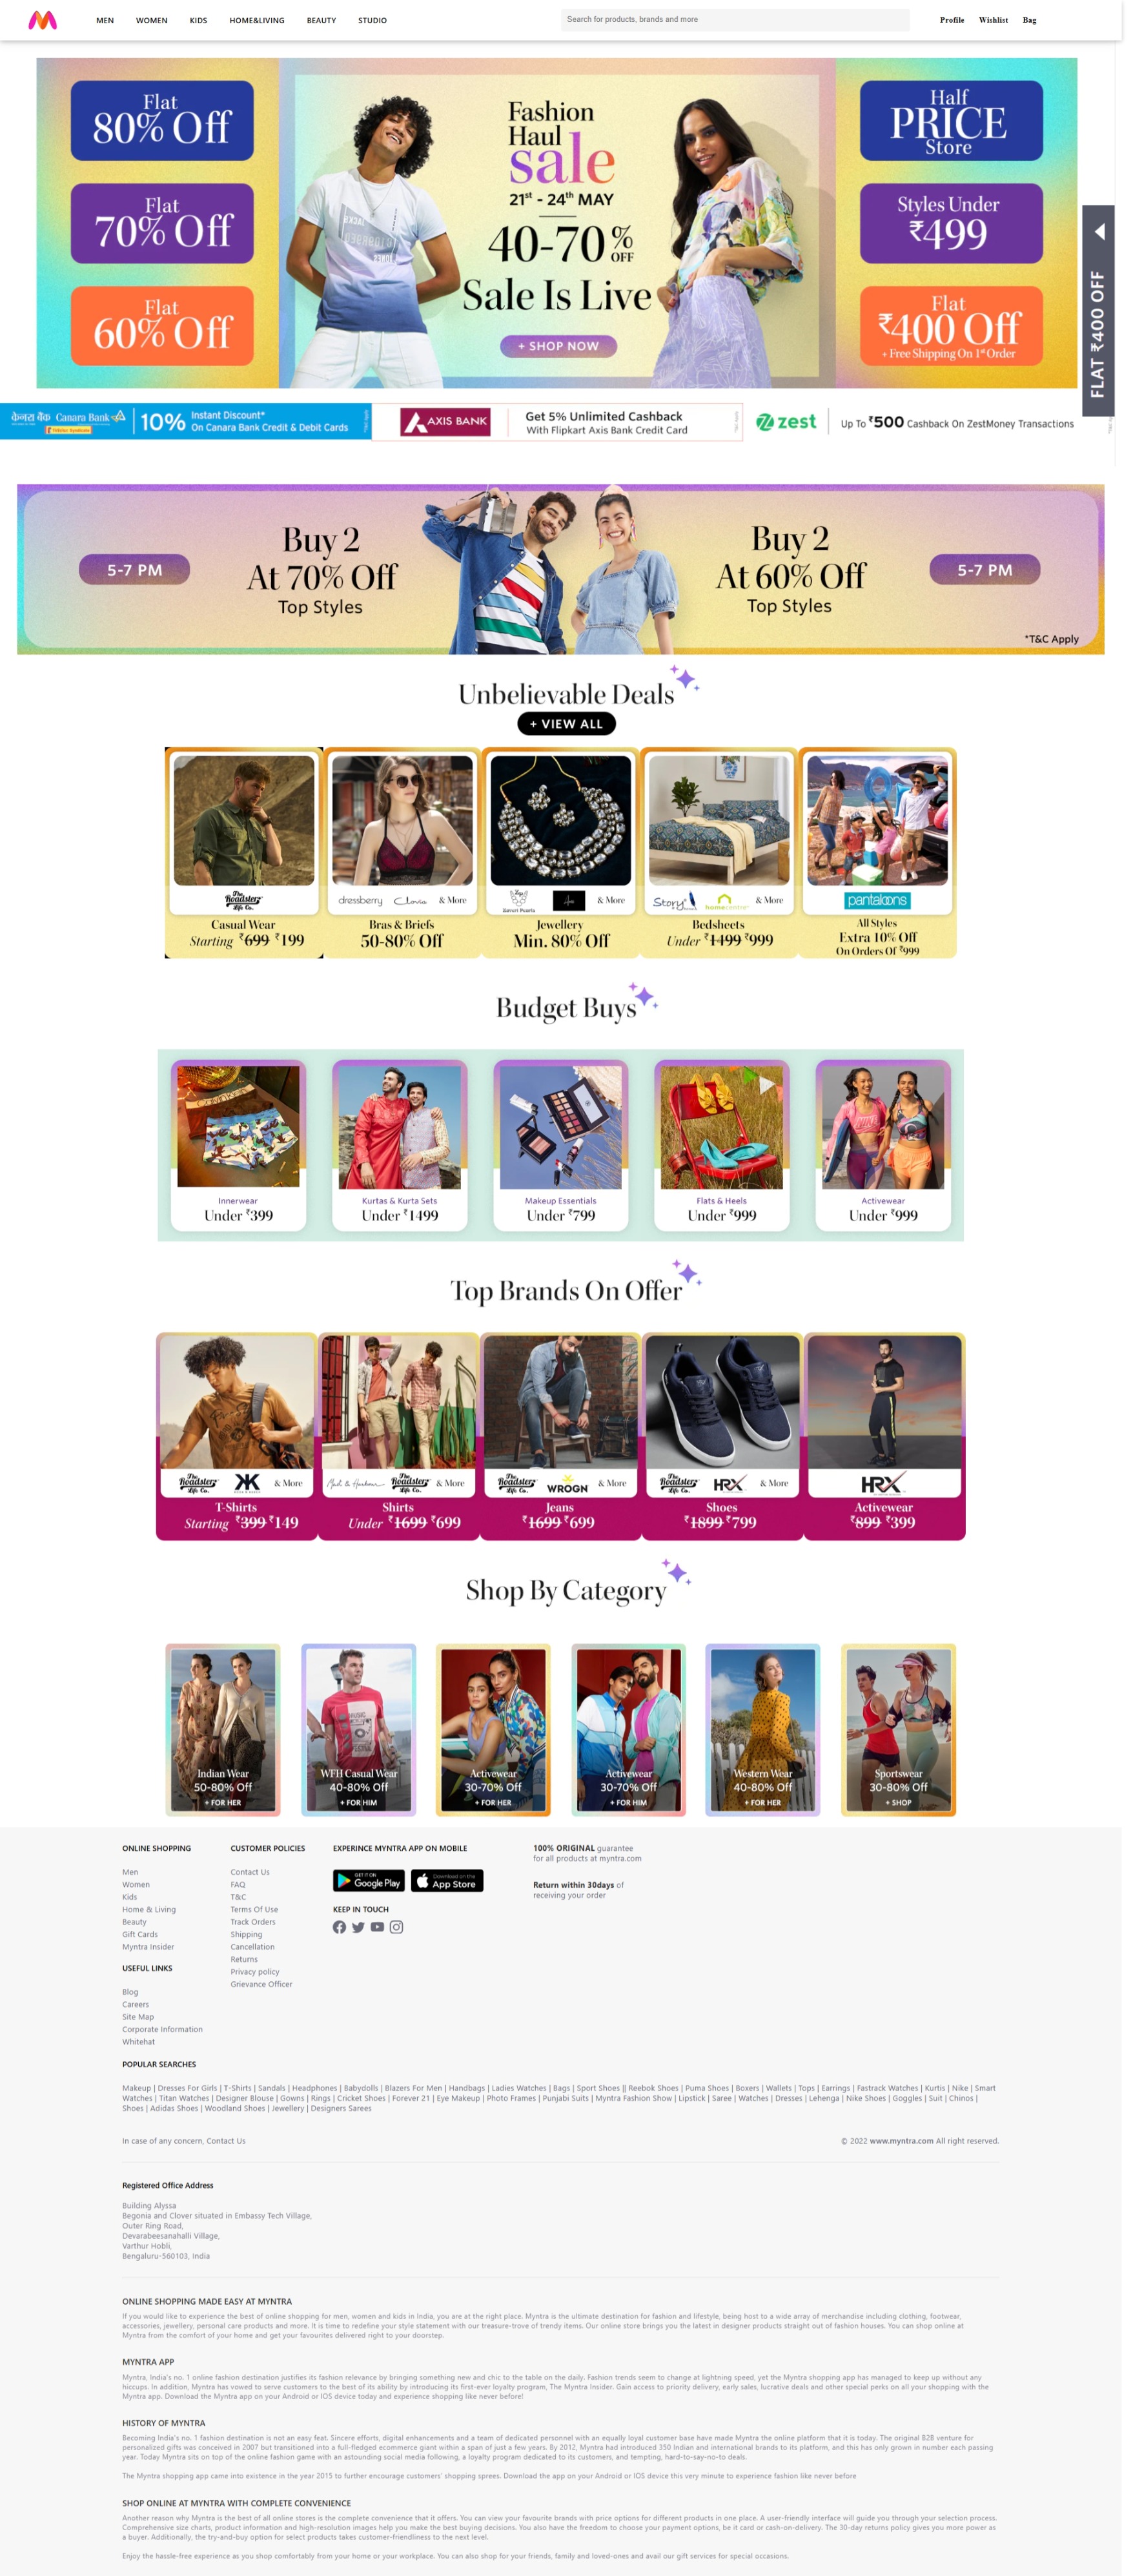 MEN WOMEN KIDS HOME&LIVING BEAUTY STUDIO
Search for products, brands and more
Profile Wishlist Bag
Flat
80% Off
Flat
70% Off
Flat
60% Off
Fashion
Haul
sale
21st - 24th MAY
40-70% OFF
Sale Is Live
+ SHOP NOW
Half
PRICE
Store
Styles Under
₹499
Flat
₹400 Off
+ Free Shipping On 1st Order
FLAT ₹400 OFF
केनरा बैंक Canara Bank
10% Instant Discount*
On Canara Bank Credit & Debit Cards
AXIS BANK
Get 5% Unlimited Cashback
With Flipkart Axis Bank Credit Card
zest
Up To ₹500 Cashback On ZestMoney Transactions
5-7 PM
Buy 2
At 70% Off
Top Styles
Buy 2
At 60% Off
Top Styles
5-7 PM
*T&C Apply
Unbelievable Deals
+ VIEW ALL
The Roadster Life Co.
Casual Wear
Starting ₹699 ₹199
dressberry Clovia & More
Bras & Briefs
50-80% Off
& More
Jewellery
Min. 80% Off
Story homecentre & More
Bedsheets
Under ₹1499 ₹999
pantaloons
All Styles
Extra 10% Off
On Orders Of ₹999
Budget Buys
Innerwear
Under ₹399
Kurtas & Kurta Sets
Under ₹1499
Makeup Essentials
Under ₹799
Flats & Heels
Under ₹999
Activewear
Under ₹999
Top Brands On Offer
The Roadster Life Co. & More
T-Shirts
Starting ₹399 ₹149
Mast & Harbour The Roadster Life Co. & More
Shirts
Under ₹1699 ₹699
The Roadster Life Co. WROGN & More
Jeans
₹1699 ₹699
The Roadster Life Co. HRX & More
Shoes
₹1899 ₹799
HRX
Activewear
₹899 ₹399
Shop By Category
Indian Wear
50-80% Off
+ FOR HER
WFH Casual Wear
40-80% Off
+ FOR HIM
Activewear
30-70% Off
+ FOR HER
Activewear
30-70% Off
+ FOR HIM
Western Wear
40-80% Off
+ FOR HER
Sportswear
30-80% Off
+ SHOP
ONLINE SHOPPING
Men
Women
Kids
Home & Living
Beauty
Gift Cards
Myntra Insider
USEFUL LINKS
Blog
Careers
Site Map
Corporate Information
Whitehat
CUSTOMER POLICIES
Contact Us
FAQ
T&C
Terms Of Use
Track Orders
Shipping
Cancellation
Returns
Privacy policy
Grievance Officer
EXPERINCE MYNTRA APP ON MOBILE
GET IT ON
Google Play
Download on the
App Store
KEEP IN TOUCH
100% ORIGINAL guarantee
for all products at myntra.com
Return within 30days of
receiving your order
POPULAR SEARCHES
Makeup | Dresses For Girls | T-Shirts | Sandals | Headphones | Babydolls | Blazers For Men | Handbags | Ladies Watches | Bags | Sport Shoes || Reebok Shoes | Puma Shoes | Boxers | Wallets | Tops | Earrings | Fastrack Watches | Kurtis | Nike | Smart
Watches | Titan Watches | Designer Blouse | Gowns | Rings | Cricket Shoes | Forever 21 | Eye Makeup | Photo Frames | Punjabi Suits | Myntra Fashion Show | Lipstick | Saree | Watches | Dresses | Lehenga | Nike Shoes | Goggles | Suit | Chinos |
Shoes | Adidas Shoes | Woodland Shoes | Jewellery | Designers Sarees
In case of any concern, Contact Us
© 2022 www.myntra.com All right reserved.
Registered Office Address
Building Alyssa
Begonia and Clover situated in Embassy Tech Village,
Outer Ring Road,
Devarabeesanahalli Village,
Varthur Hobli,
Bengaluru-560103, India
ONLINE SHOPPING MADE EASY AT MYNTRA
If you would like to experience the best of online shopping for men, women and kids in India, you are at the right place. Myntra is the ultimate destination for fashion and lifestyle, being host to a wide array of merchandise including clothing, footwear,
accessories, jewellery, personal care products and more. It is time to redefine your style statement with our treasure-trove of trendy items. Our online store brings you the latest in designer products straight out of fashion houses. You can shop online at
Myntra from the comfort of your home and get your favourites delivered right to your doorstep.
MYNTRA APP
Myntra, India's no. 1 online fashion destination justifies its fashion relevance by bringing something new and chic to the table on the daily. Fashion trends seem to change at lightning speed, yet the Myntra shopping app has managed to keep up without any
hiccups. In addition, Myntra has vowed to serve customers to the best of its ability by introducing its first-ever loyalty program, The Myntra Insider. Gain access to priority delivery, early sales, lucrative deals and other special perks on all your shopping with the
Myntra app. Download the Myntra app on your Android or IOS device today and experience shopping like never before!
HISTORY OF MYNTRA
Becoming India's no. 1 fashion destination is not an easy feat. Sincere efforts, digital enhancements and a team of dedicated personnel with an equally loyal customer base have made Myntra the online platform that it is today. The original B2B venture for
personalized gifts was conceived in 2007 but transitioned into a full-fledged ecommerce giant within a span of just a few years. By 2012, Myntra had introduced 350 Indian and international brands to its platform, and this has only grown in number each passing
year. Today Myntra sits on top of the online fashion game with an astounding social media following, a loyalty program dedicated to its customers, and tempting, hard-to-say-no-to deals.
The Myntra shopping app came into existence in the year 2015 to further encourage customers' shopping sprees. Download the app on your Android or IOS device this very minute to experience fashion like never before
SHOP ONLINE AT MYNTRA WITH COMPLETE CONVENIENCE
Another reason why Myntra is the best of all online stores is the complete convenience that it offers. You can view your favourite brands with price options for different products in one place. A user-friendly interface will guide you through your selection process.
Comprehensive size charts, product information and high-resolution images help you make the best buying decisions. You also have the freedom to choose your payment options, be it card or cash-on-delivery. The 30-day returns policy gives you more power as
a buyer. Additionally, the try-and-buy option for select products takes customer-friendliness to the next level.
Enjoy the hassle-free experience as you shop comfortably from your home or your workplace. You can also shop for your friends, family and loved-ones and avail our gift services for special occasions.